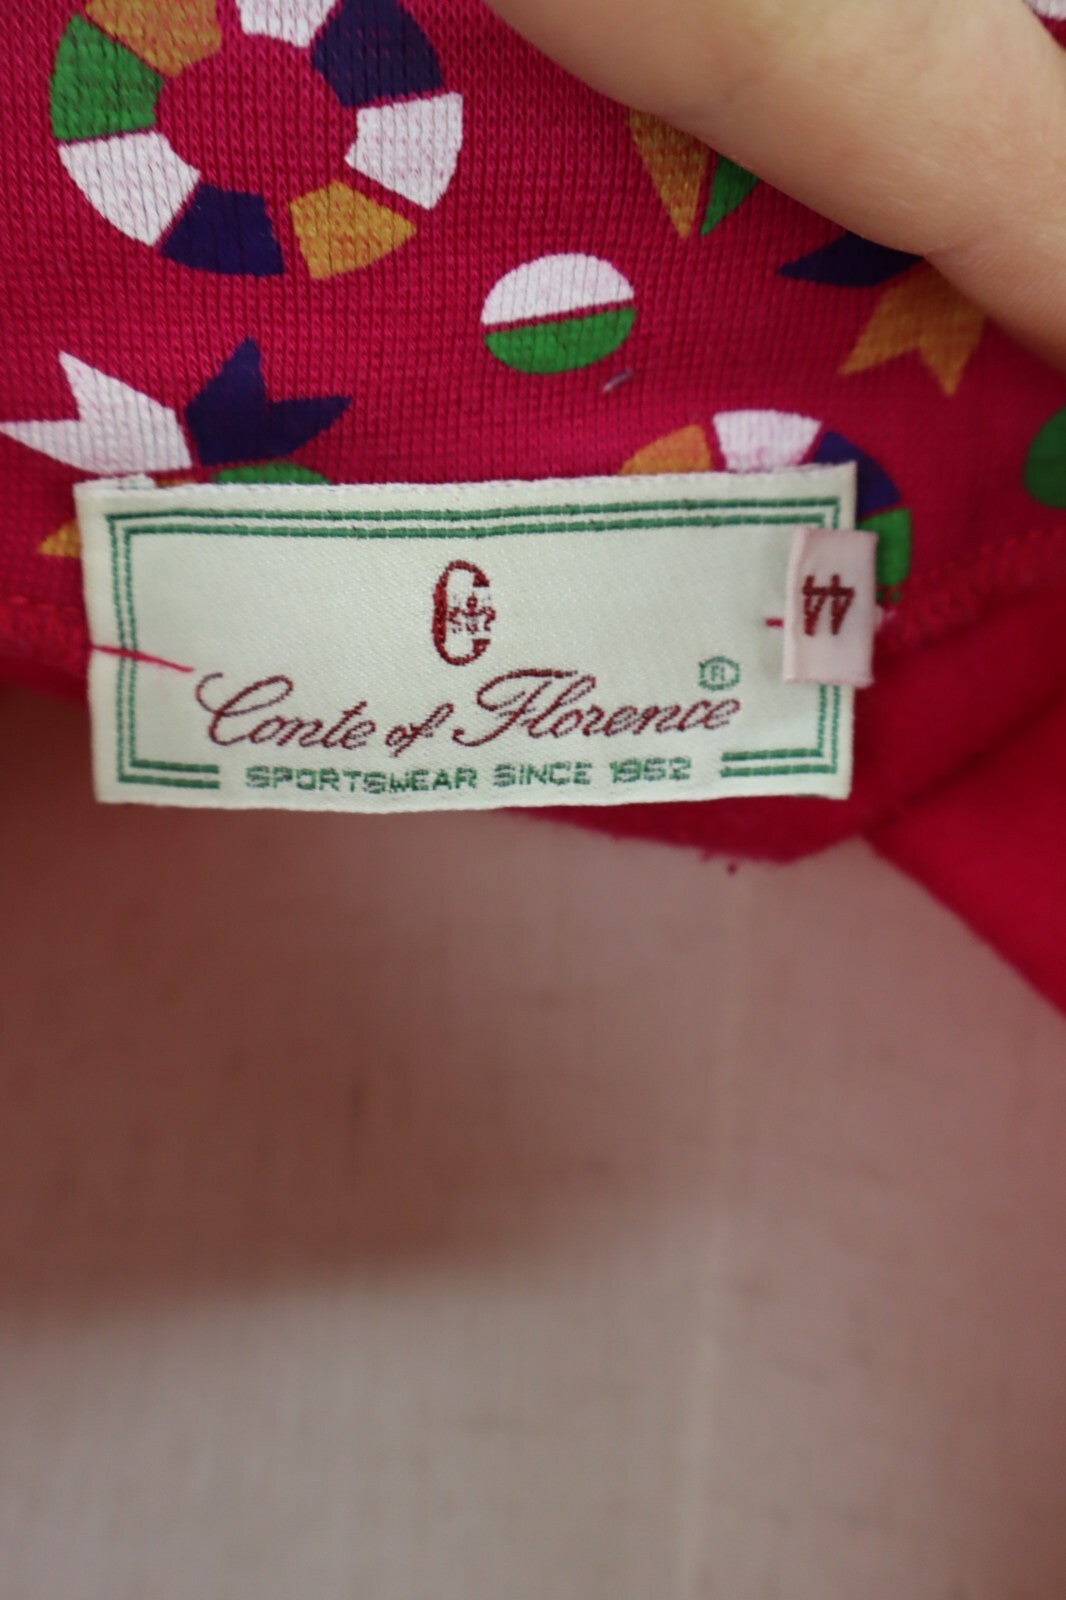 C
Conte of Florence ®
SPORTSWEAR SINCE 1952
44